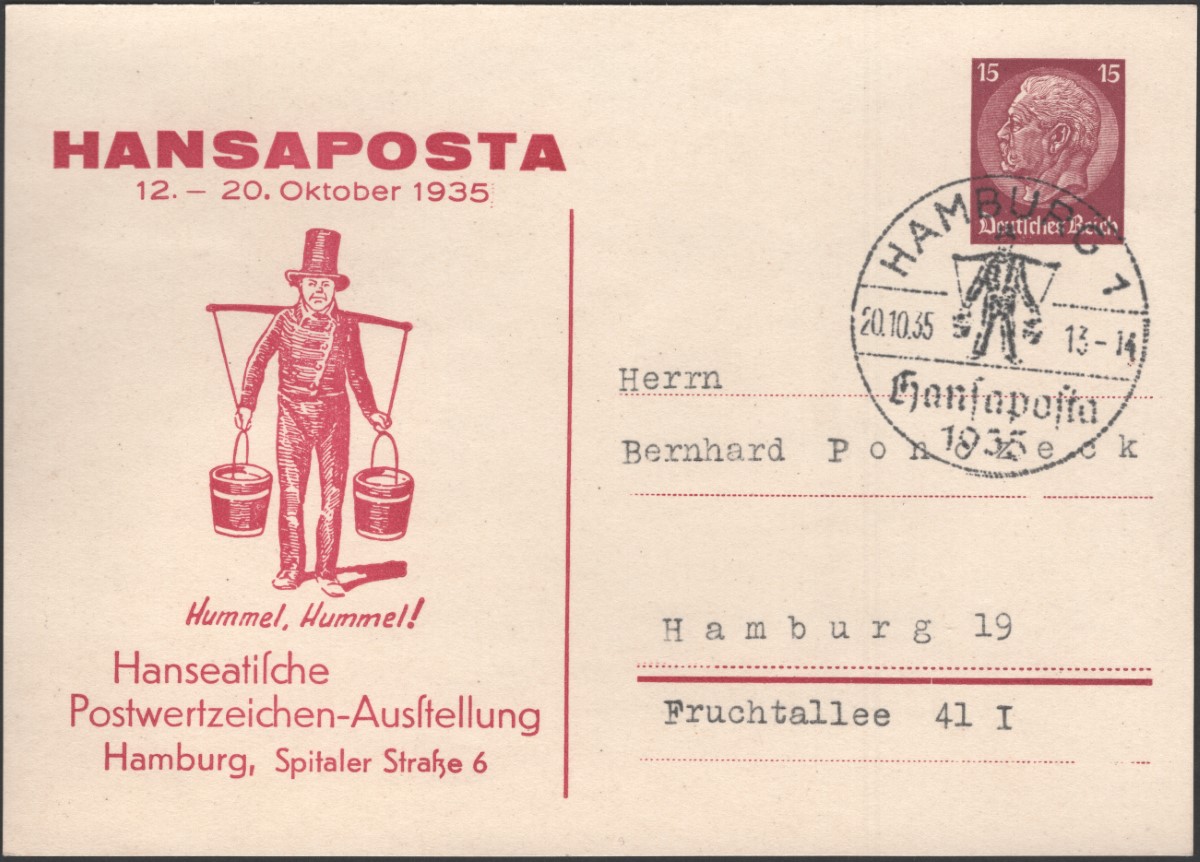 HANSAPOSTA
12. – 20. Oktober 1935
Hummel, Hummel!
Hanseatiſche
Postwertzeichen-Ausſtellung
Hamburg, Spitaler Straße 6
15 15
Deutſches Reich
HAMBURG 1
20.10.35 13-14
Hanſapoſta
1935
Herrn
Bernhard
Hamburg 19
Fruchtallee 41 I